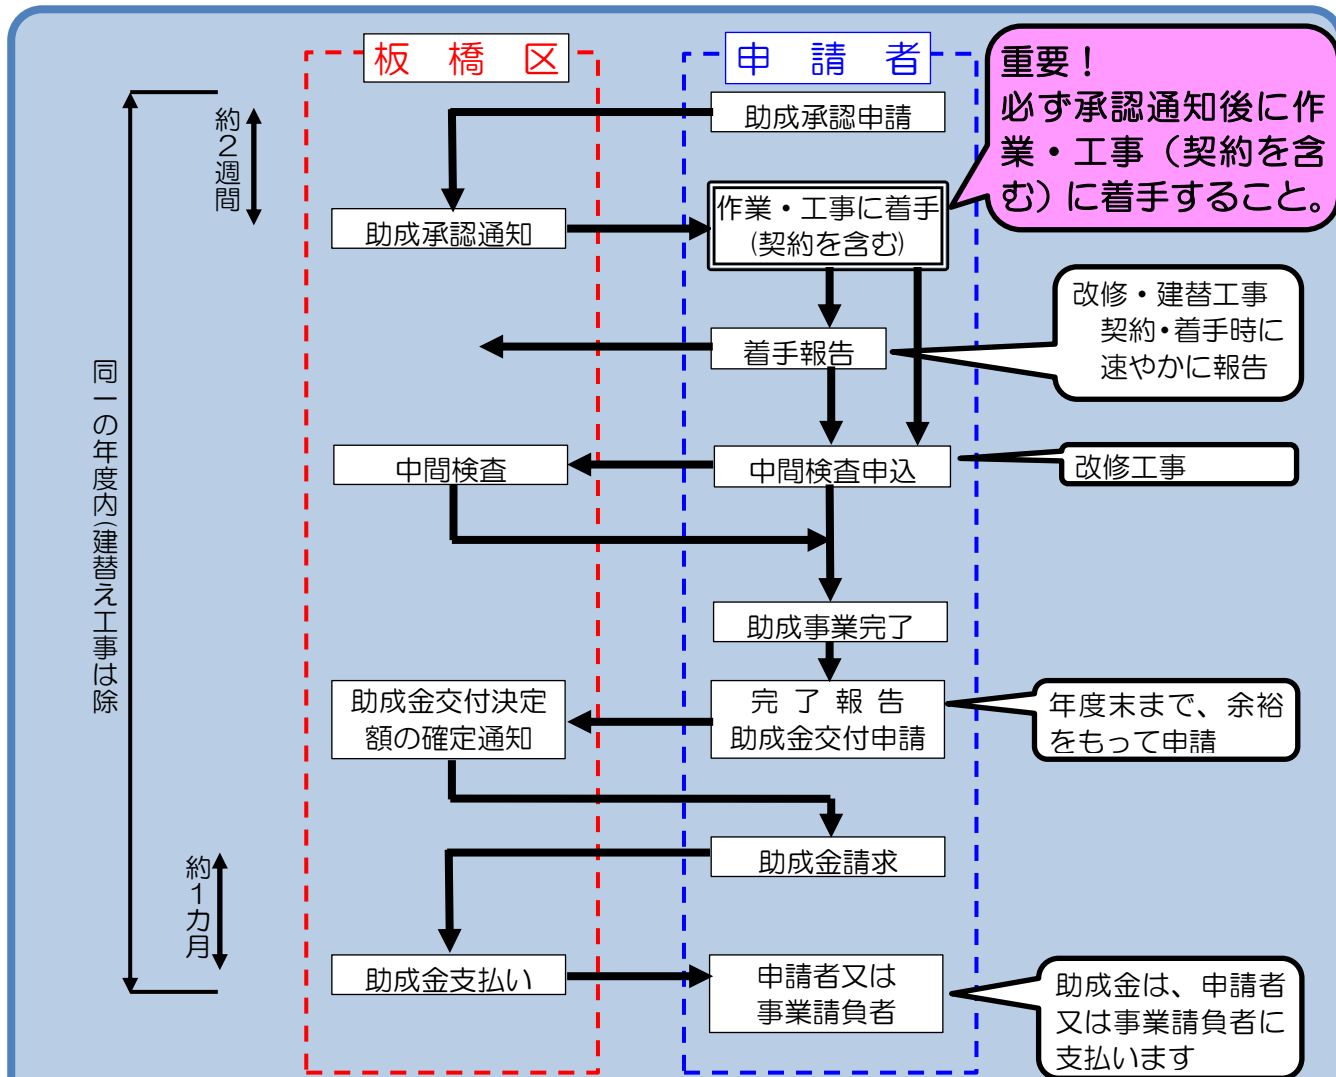 板橋区
申請者
重要！
必ず承認通知後に作
業・工事（契約を含
む）に着手すること。
助成承認申請
約２週間
助成承認通知
作業・工事に着手
(契約を含む)
改修・建替工事
契約・着手時に
速やかに報告
着手報告
同一の年度内(建替え工事は除
中間検査
中間検査申込
改修工事
助成事業完了
助成金交付決定
額の確定通知
完了報告
助成金交付申請
年度末まで、余裕
をもって申請
助成金請求
約１カ月
助成金支払い
申請者又は
事業請負者
助成金は、申請者
又は事業請負者に
支払います